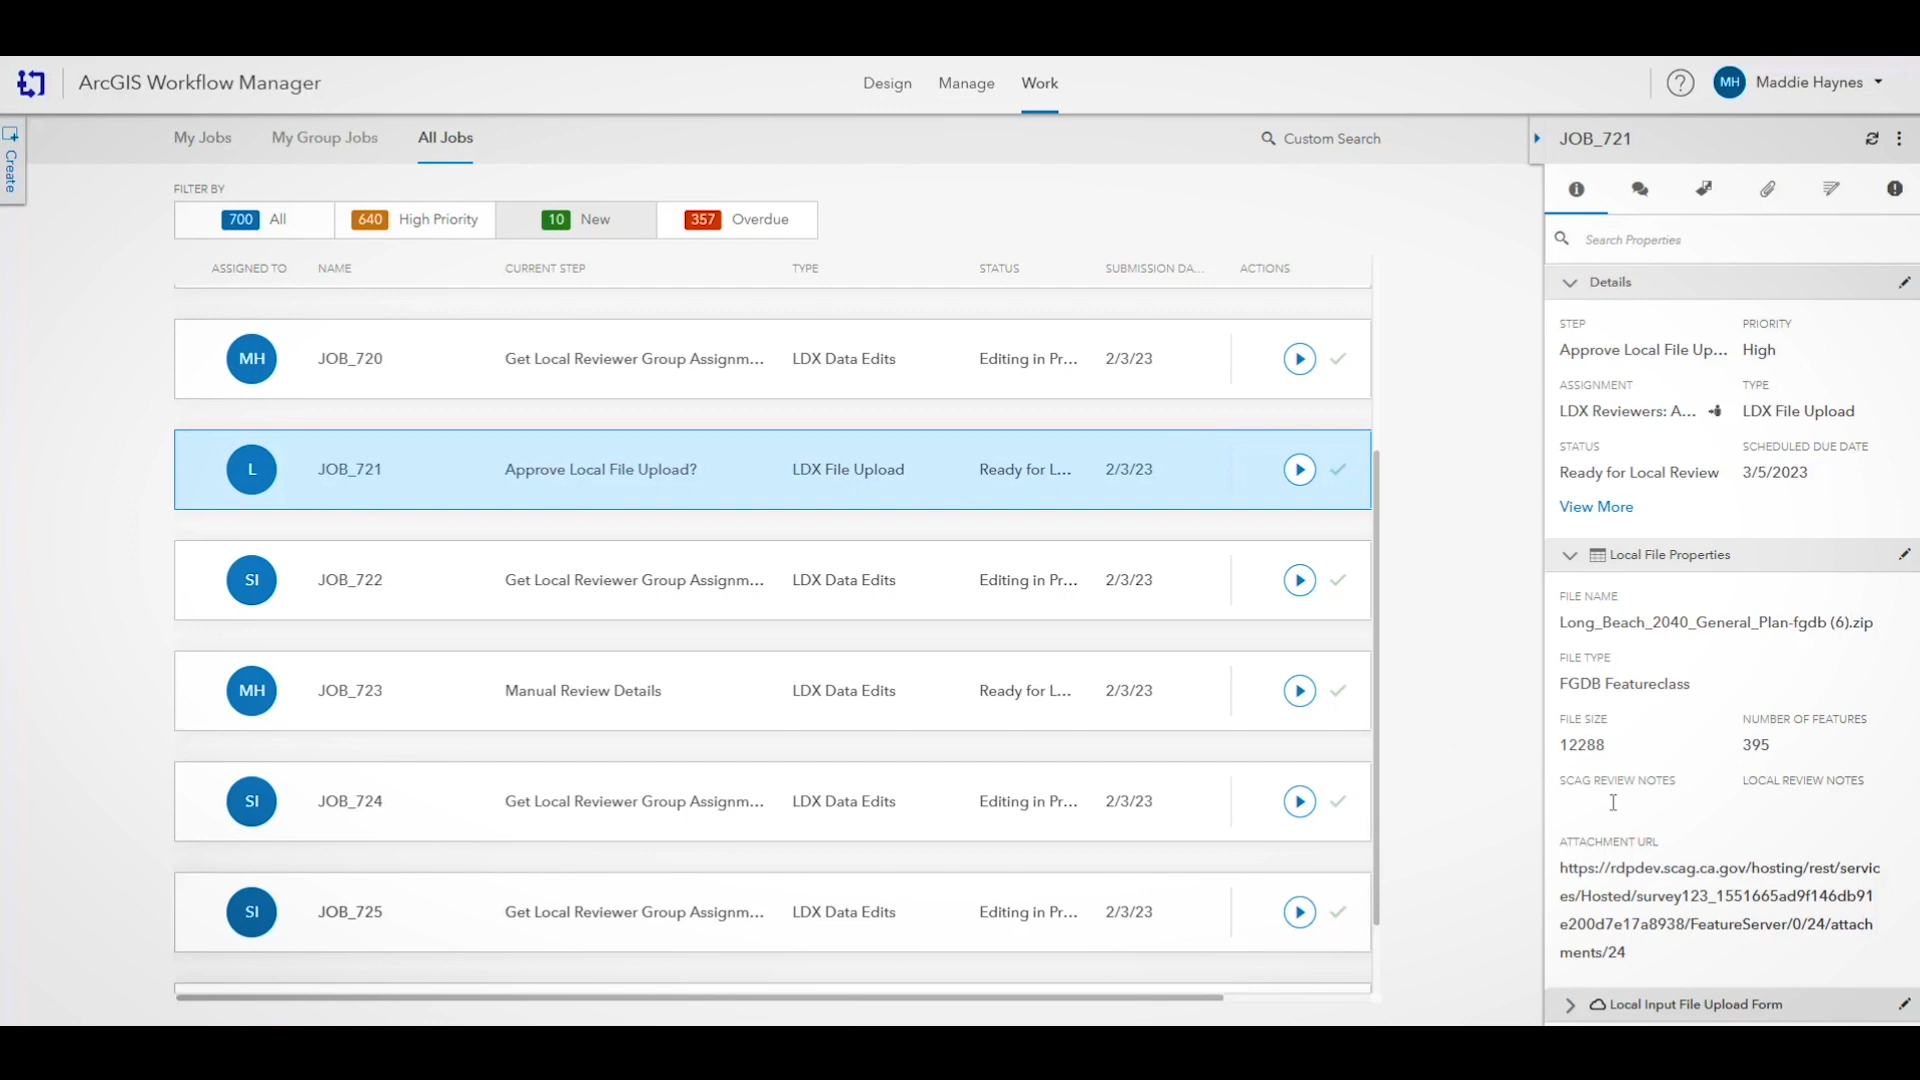 ArcGIS Workflow Manager
Design Manage Work
? MH Maddie Haynes
Create
My Jobs My Group Jobs All Jobs
Custom Search
FILTER BY
700 All 640 High Priority 10 New 357 Overdue
ASSIGNED TO NAME CURRENT STEP TYPE STATUS SUBMISSION DA... ACTIONS
MH JOB_720 Get Local Reviewer Group Assignm... LDX Data Edits Editing in Pr... 2/3/23
L JOB_721 Approve Local File Upload? LDX File Upload Ready for L... 2/3/23
SI JOB_722 Get Local Reviewer Group Assignm... LDX Data Edits Editing in Pr... 2/3/23
MH JOB_723 Manual Review Details LDX Data Edits Ready for L... 2/3/23
SI JOB_724 Get Local Reviewer Group Assignm... LDX Data Edits Editing in Pr... 2/3/23
SI JOB_725 Get Local Reviewer Group Assignm... LDX Data Edits Editing in Pr... 2/3/23
JOB_721
Search Properties
Details
STEP PRIORITY
Approve Local File Up... High
ASSIGNMENT TYPE
LDX Reviewers: A... LDX File Upload
STATUS SCHEDULED DUE DATE
Ready for Local Review 3/5/2023
View More
Local File Properties
FILE NAME
Long_Beach_2040_General_Plan-fgdb (6).zip
FILE TYPE
FGDB Featureclass
FILE SIZE NUMBER OF FEATURES
12288 395
SCAG REVIEW NOTES LOCAL REVIEW NOTES
ATTACHMENT URL
https://rdpdev.scag.ca.gov/hosting/rest/servic
es/Hosted/survey123_1551665ad9f146db91
e200d7e17a8938/FeatureServer/0/24/attach
ments/24
Local Input File Upload Form